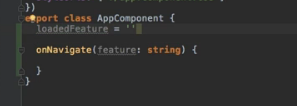 })
export class AppComponent {
  loadedFeature = ''

  onNavigate(feature: string) {

  }
}